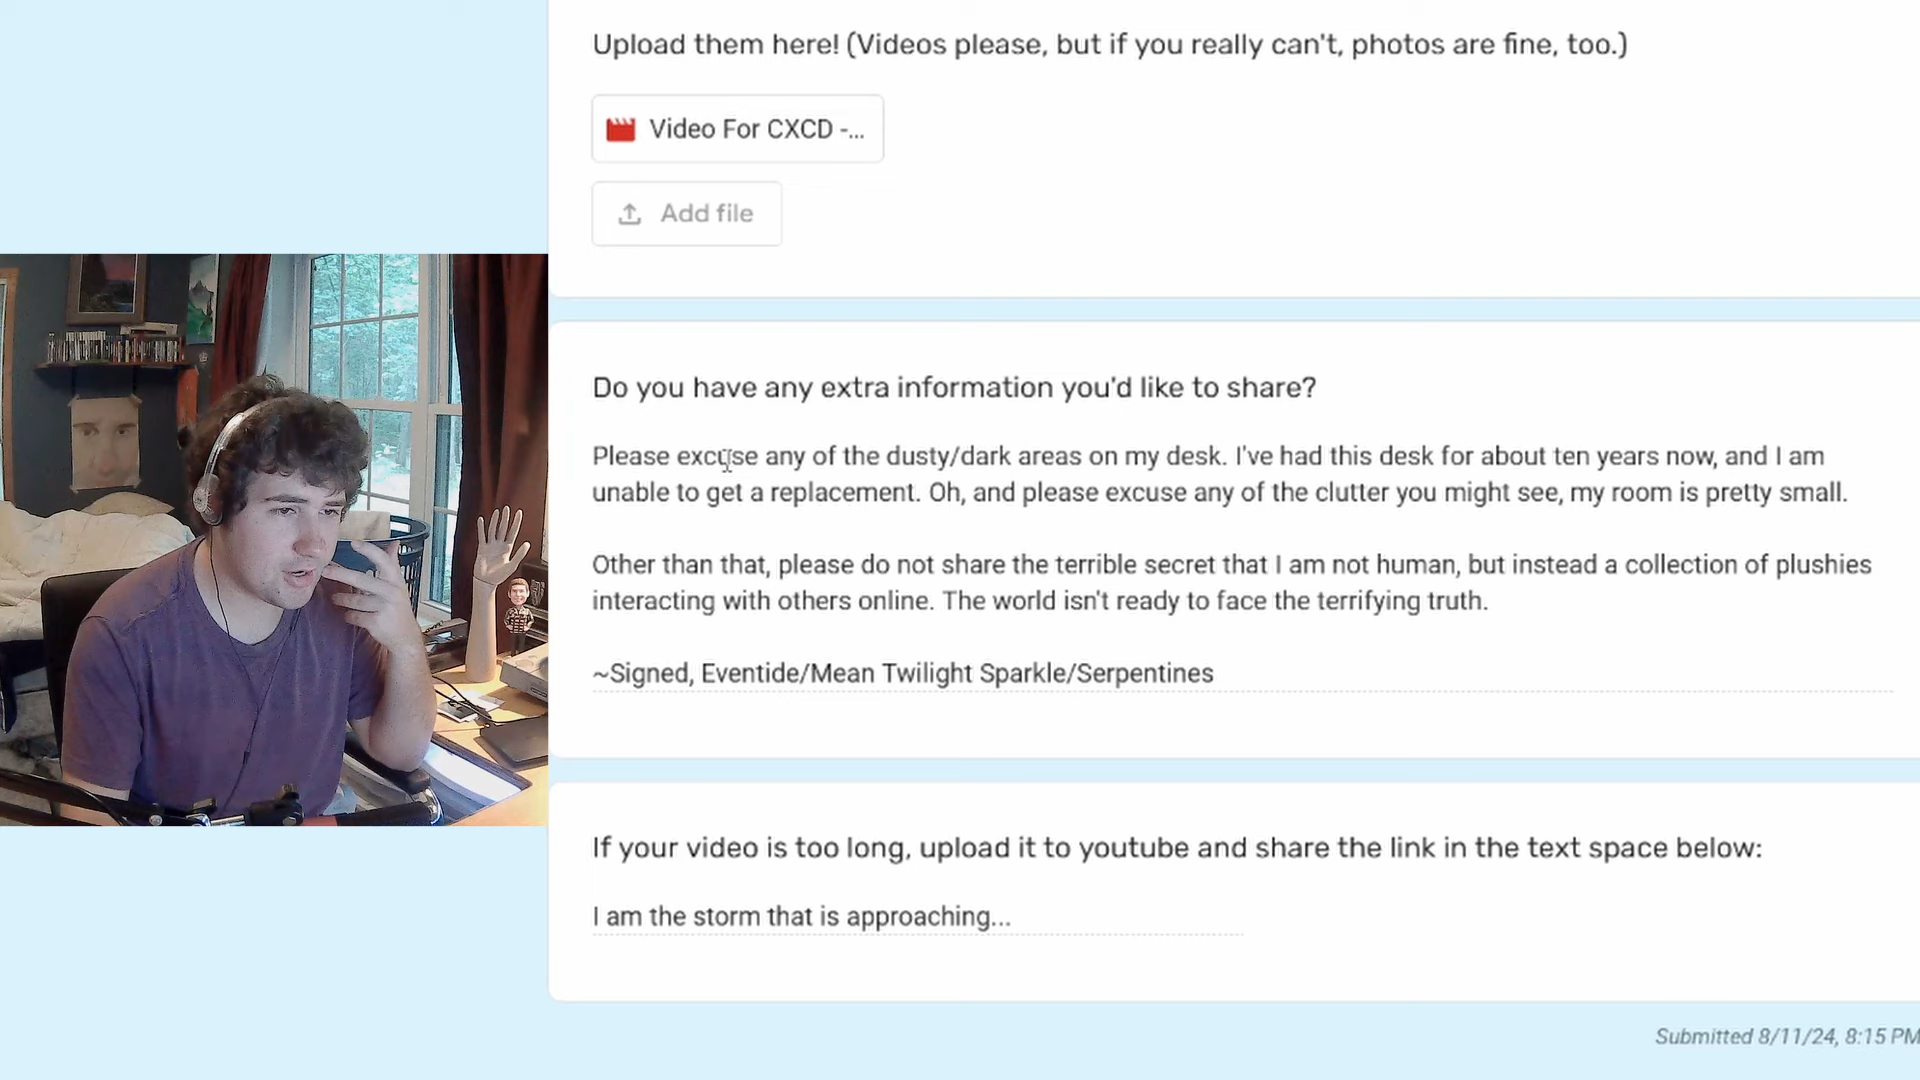 Upload them here! (Videos please, but if you really can't, photos are fine, too.)
Video For CXCD -...
Add file
Do you have any extra information you'd like to share?
Please excuse any of the dusty/dark areas on my desk. I've had this desk for about ten years now, and I am
unable to get a replacement. Oh, and please excuse any of the clutter you might see, my room is pretty small.
Other than that, please do not share the terrible secret that I am not human, but instead a collection of plushies
interacting with others online. The world isn't ready to face the terrifying truth.
~Signed, Eventide/Mean Twilight Sparkle/Serpentines
If your video is too long, upload it to youtube and share the link in the text space below:
I am the storm that is approaching...
Submitted 8/11/24, 8:15 PM